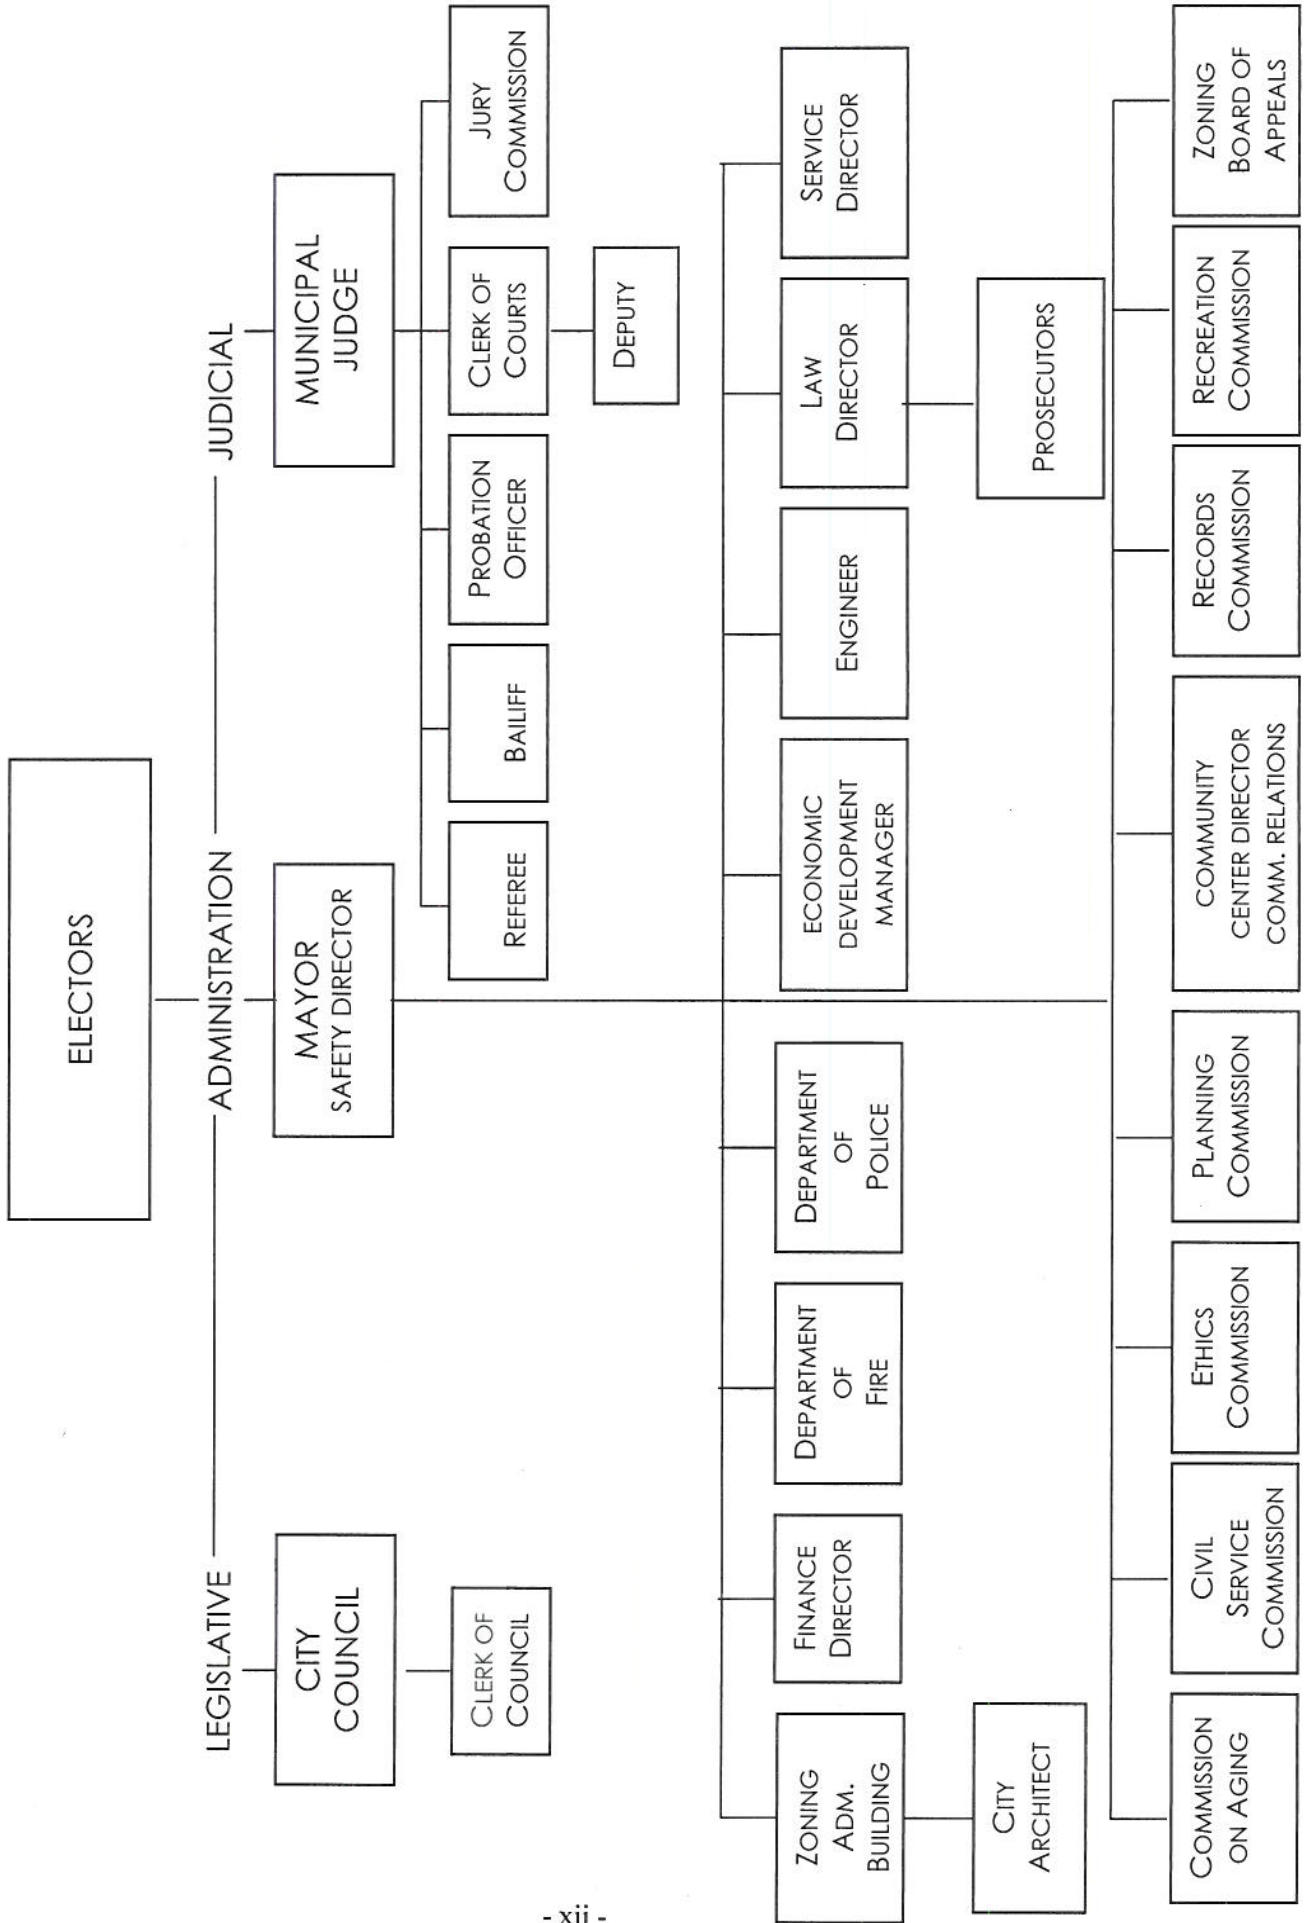 ELECTORS
LEGISLATIVE
ADMINISTRATION
JUDICIAL
CITY
COUNCIL
MAYOR
SAFETY DIRECTOR
MUNICIPAL
JUDGE
CLERK OF
COUNCIL
REFEREE
BAILIFF
PROBATION
OFFICER
CLERK OF
COURTS
JURY
COMMISSION
DEPUTY
ZONING
ADM.
BUILDING
FINANCE
DIRECTOR
DEPARTMENT
OF
FIRE
DEPARTMENT
OF
POLICE
ECONOMIC
DEVELOPMENT
MANAGER
ENGINEER
LAW
DIRECTOR
SERVICE
DIRECTOR
CITY
ARCHITECT
PROSECUTORS
COMMISSION
ON AGING
CIVIL
SERVICE
COMMISSION
ETHICS
COMMISSION
PLANNING
COMMISSION
COMMUNITY
CENTER DIRECTOR
COMM. RELATIONS
RECORDS
COMMISSION
RECREATION
COMMISSION
ZONING
BOARD OF
APPEALS
- xii -